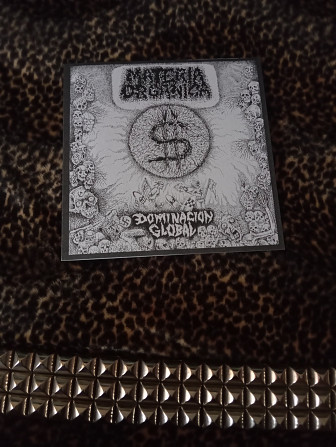 MATERIA
ORGANICA
$
DOMINACION
GLOBAL